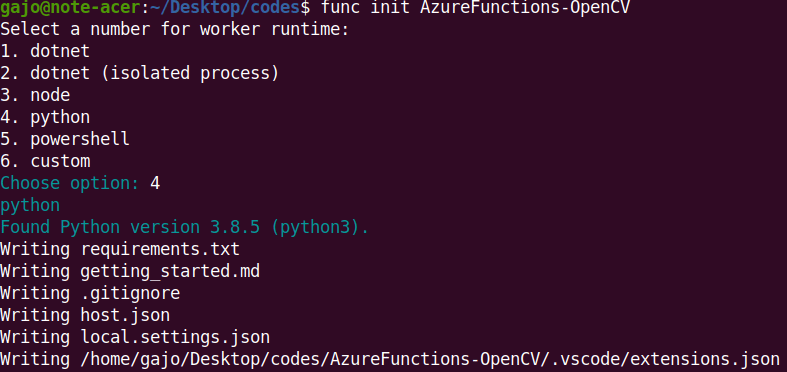 gajo@note-acer:~/Desktop/codes$ func init AzureFunctions-OpenCV
Select a number for worker runtime:
1. dotnet
2. dotnet (isolated process)
3. node
4. python
5. powershell
6. custom
Choose option: 4
python
Found Python version 3.8.5 (python3).
Writing requirements.txt
Writing getting_started.md
Writing .gitignore
Writing host.json
Writing local.settings.json
Writing /home/gajo/Desktop/codes/AzureFunctions-OpenCV/.vscode/extensions.json